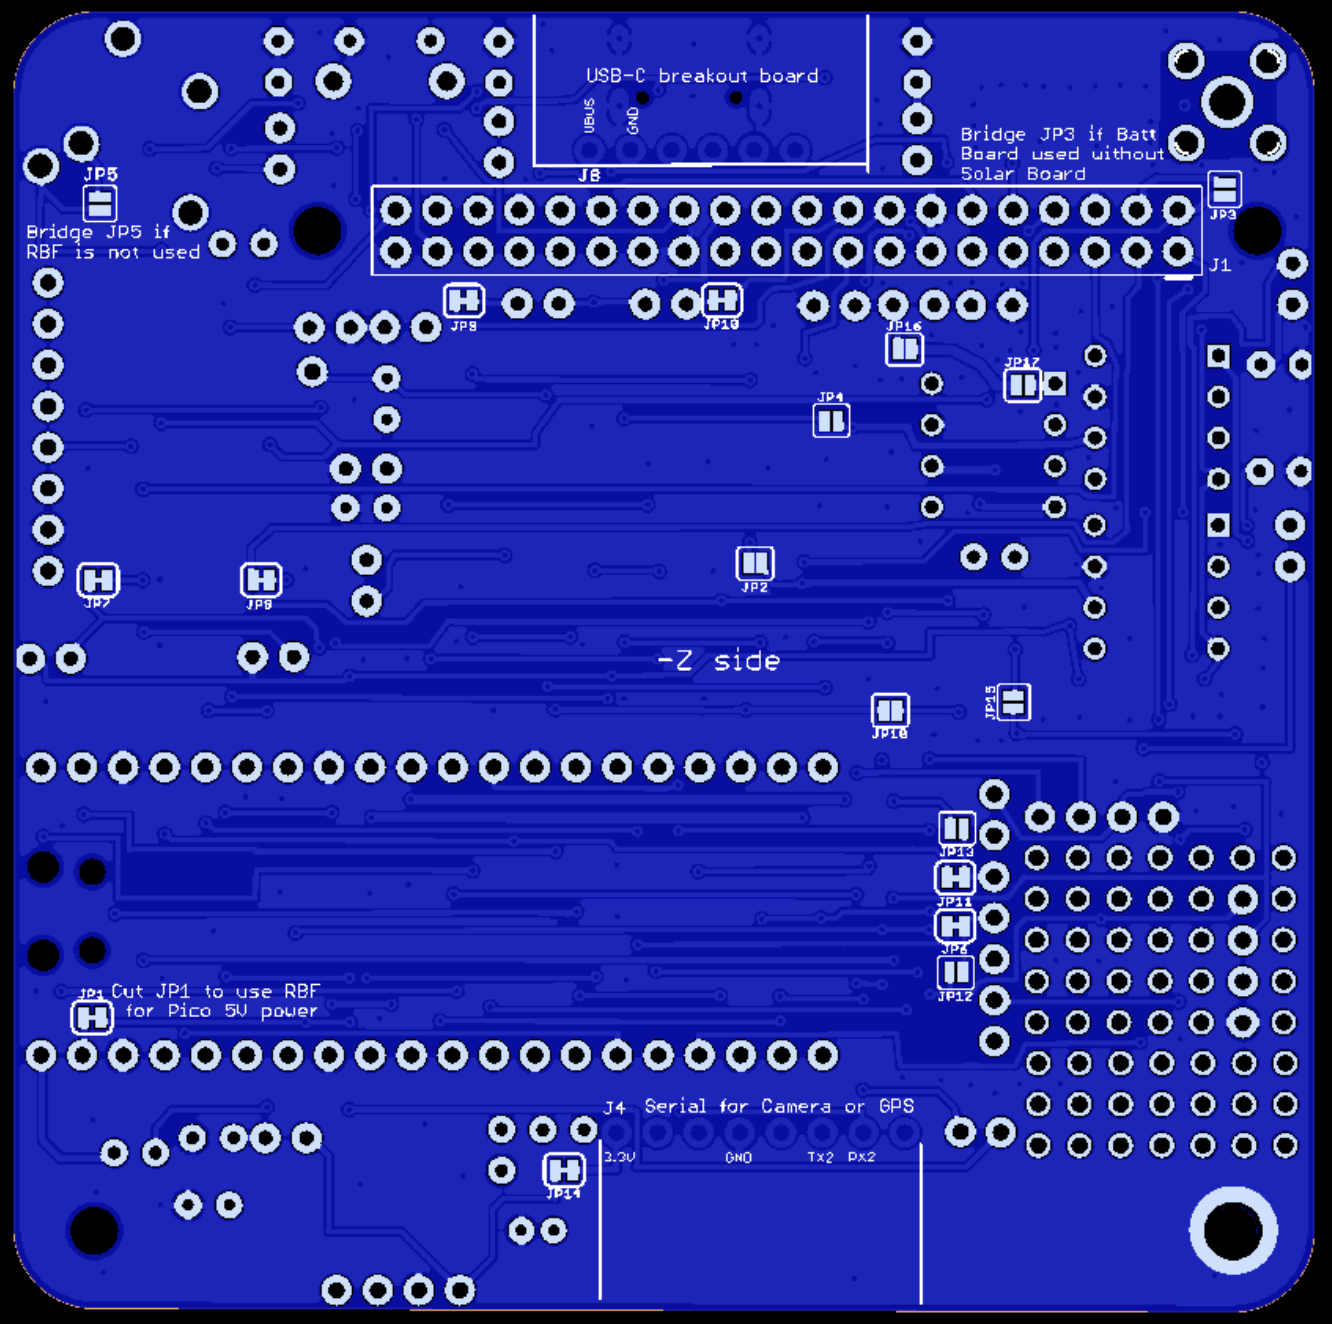 USB-C breakout board
VBUS
GND
Bridge JP3 if Batt
Board used without
Solar Board
JP5
J8
JP3
Bridge JP5 if
RBF is not used
J1
JP9
JP10
JP16
JP17
JP4
JP2
JP7
JP8
-Z side
JP15
JP18
JP13
JP11
JP6
JP12
JP1
Cut JP1 to use RBF
for Pico 5V power
J4
Serial for Camera or GPS
3.3V
GND
TX2
RX2
JP14